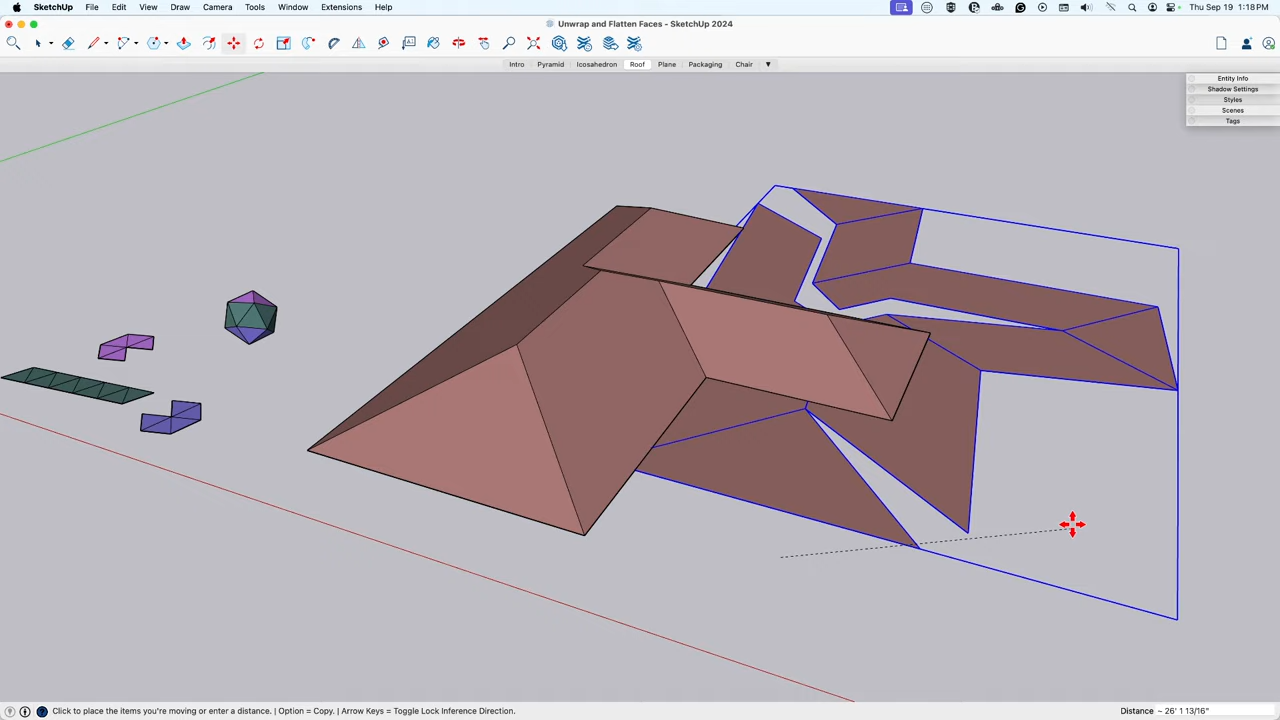 SketchUp File Edit View Draw Camera Tools Window Extensions Help Thu Sep 19 1:18 PM
Unwrap and Flatten Faces - SketchUp 2024
Intro Pyramid Icosahedron Roof Plane Packaging Chair
Entity Info
Shadow Settings
Styles
Scenes
Tags
Click to place the items you're moving or enter a distance. | Option = Copy. | Arrow Keys = Toggle Lock Inference Direction. Distance ~ 26' 1 13/16"